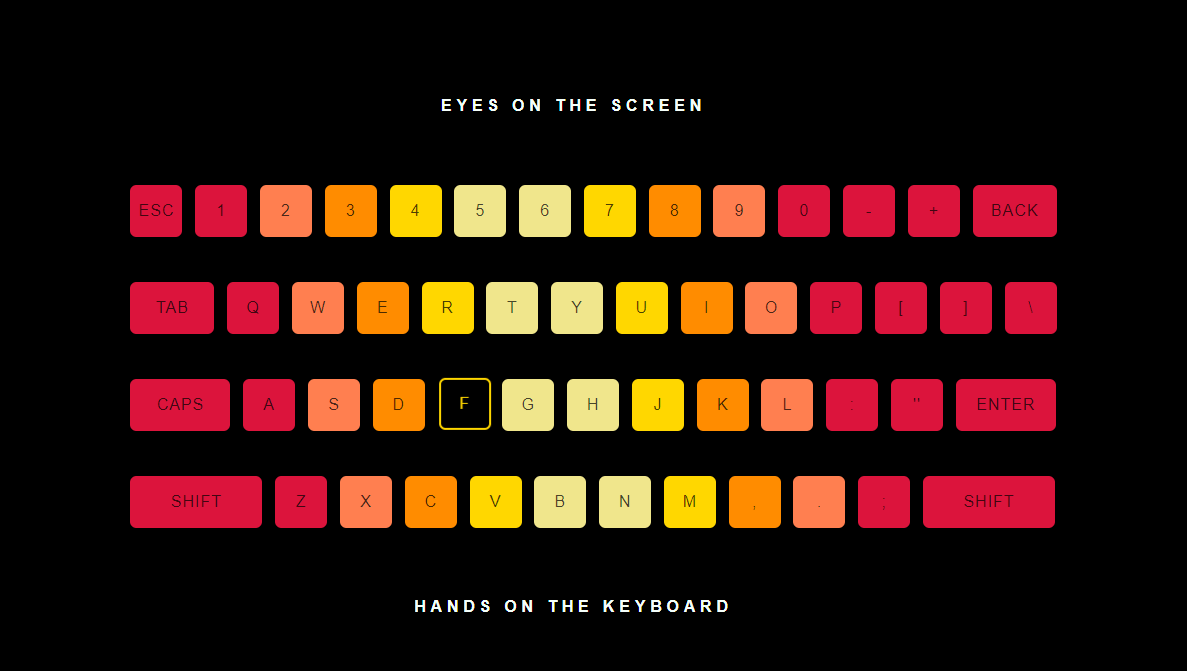 EYES ON THE SCREEN
ESC 1 2 3 4 5 6 7 8 9 0 - + BACK
TAB Q W E R T Y U I O P [ ] \
CAPS A S D F G H J K L : " ENTER
SHIFT Z X C V B N M , . ; SHIFT
HANDS ON THE KEYBOARD